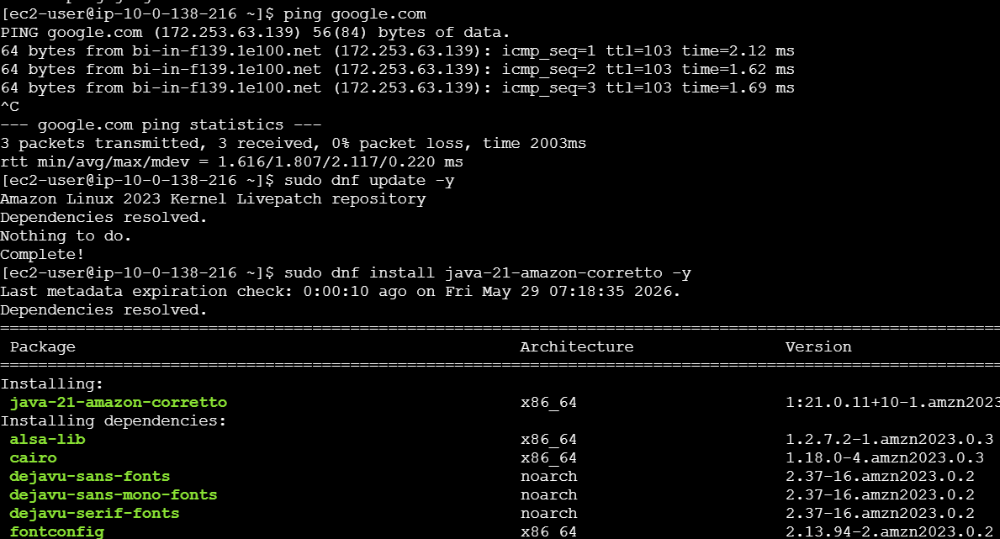 [ec2-user@ip-10-0-138-216 ~]$ ping google.com
PING google.com (172.253.63.139) 56(84) bytes of data.
64 bytes from bi-in-f139.1e100.net (172.253.63.139): icmp_seq=1 ttl=103 time=2.12 ms
64 bytes from bi-in-f139.1e100.net (172.253.63.139): icmp_seq=2 ttl=103 time=1.62 ms
64 bytes from bi-in-f139.1e100.net (172.253.63.139): icmp_seq=3 ttl=103 time=1.69 ms
^C
--- google.com ping statistics ---
3 packets transmitted, 3 received, 0% packet loss, time 2003ms
rtt min/avg/max/mdev = 1.616/1.807/2.117/0.220 ms
[ec2-user@ip-10-0-138-216 ~]$ sudo dnf update -y
Amazon Linux 2023 Kernel Livepatch repository
Dependencies resolved.
Nothing to do.
Complete!
[ec2-user@ip-10-0-138-216 ~]$ sudo dnf install java-21-amazon-corretto -y
Last metadata expiration check: 0:00:10 ago on Fri May 29 07:18:35 2026.
Dependencies resolved.
Package Architecture Version
Installing:
java-21-amazon-corretto x86_64 1:21.0.11+10-1.amzn2023
Installing dependencies:
alsa-lib x86_64 1.2.7.2-1.amzn2023.0.3
cairo x86_64 1.18.0-4.amzn2023.0.3
dejavu-sans-fonts noarch 2.37-16.amzn2023.0.2
dejavu-sans-mono-fonts noarch 2.37-16.amzn2023.0.2
dejavu-serif-fonts noarch 2.37-16.amzn2023.0.2
fontconfig x86_64 2.13.94-2.amzn2023.0.2